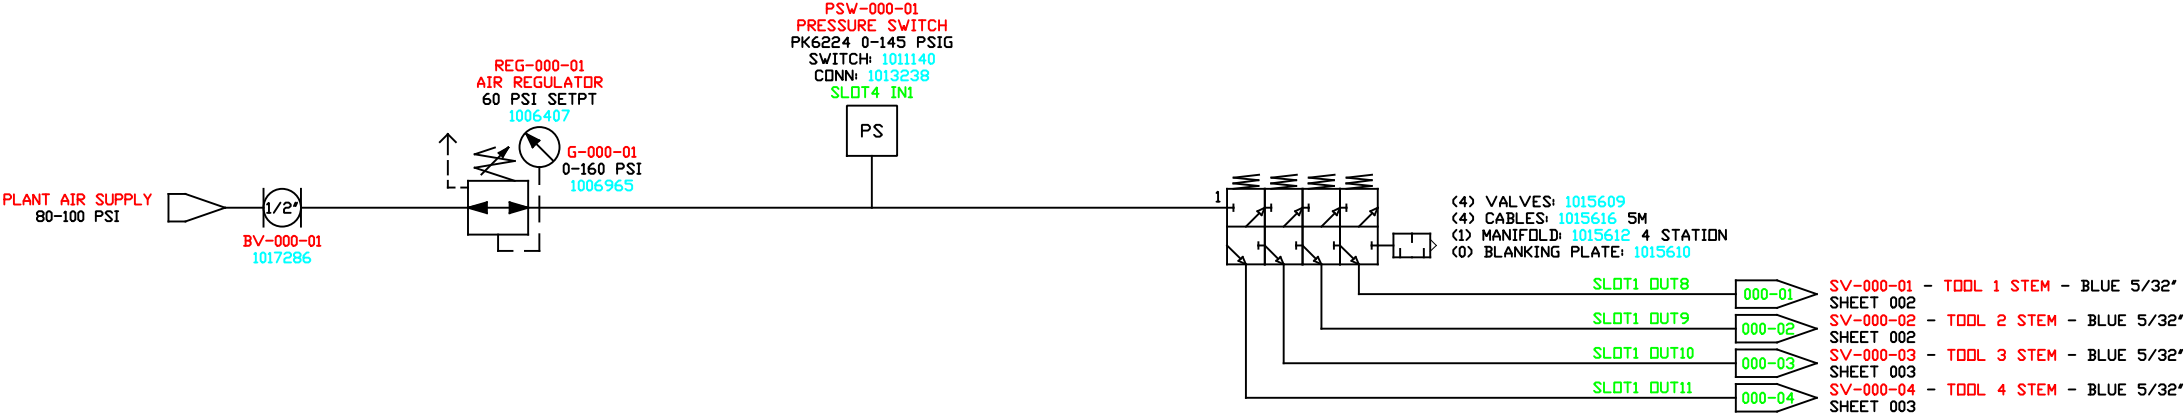 PLANT AIR SUPPLY
80-100 PSI
1/2"
BV-000-01
1017286
REG-000-01
AIR REGULATOR
60 PSI SETPT
1006407
G-000-01
0-160 PSI
1006965
PSW-000-01
PRESSURE SWITCH
PK6224 0-145 PSIG
SWITCH: 1011140
CONN: 1013238
SLOT4 IN1
PS
1
(4) VALVES: 1015609
(4) CABLES: 1015616 5M
(1) MANIFOLD: 1015612 4 STATION
(0) BLANKING PLATE: 1015610
SLOT1 OUT8
000-01
SV-000-01 - TOOL 1 STEM - BLUE 5/32"
SHEET 002
SLOT1 OUT9
000-02
SV-000-02 - TOOL 2 STEM - BLUE 5/32"
SHEET 002
SLOT1 OUT10
000-03
SV-000-03 - TOOL 3 STEM - BLUE 5/32"
SHEET 003
SLOT1 OUT11
000-04
SV-000-04 - TOOL 4 STEM - BLUE 5/32"
SHEET 003